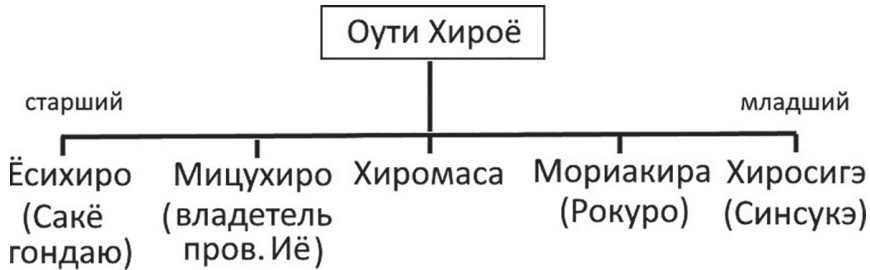 Оути Хироё
старший
младший
Ёсихиро
(Сакё
гондаю)
Мицухиро
(владетель
пров. Иё)
Хиромаса
Мориакира
(Рокуро)
Хиросигэ
(Синсукэ)